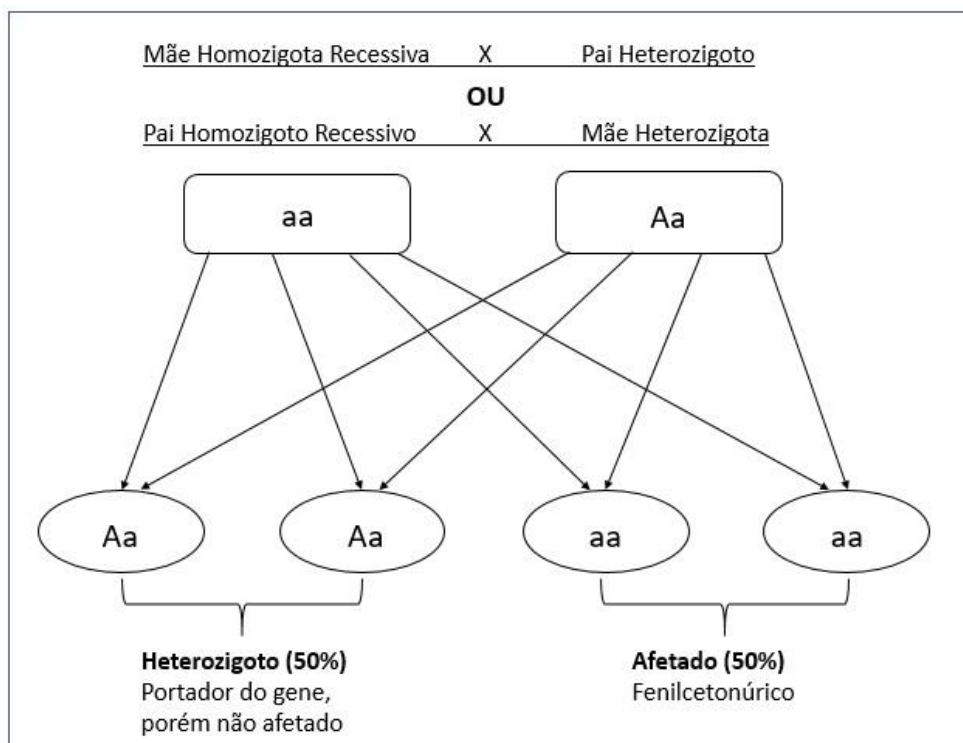 Mãe Homozigota Recessiva X Pai Heterozigoto
OU
Pai Homozigoto Recessivo X Mãe Heterozigota
aa Aa
Aa Aa aa aa
Heterozigoto (50%) Afetado (50%)
Portador do gene, Fenilcetonúrico
porém não afetado